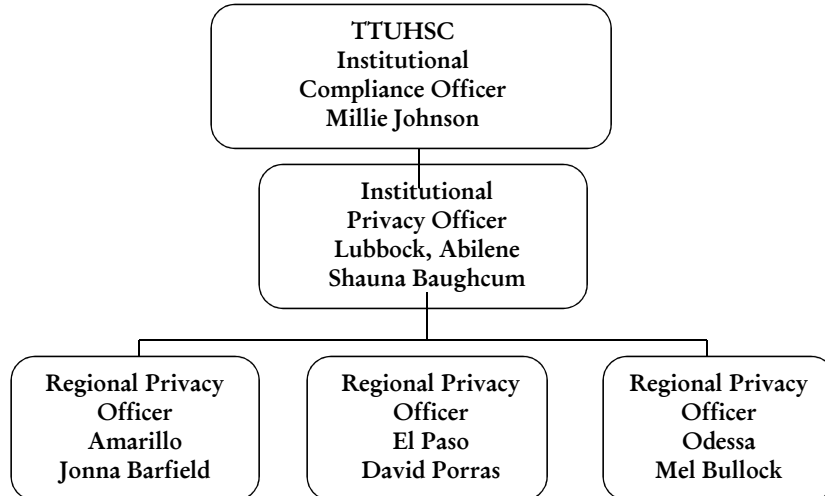 TTUHSC
Institutional
Compliance Officer
Millie Johnson
Institutional
Privacy Officer
Lubbock, Abilene
Shauna Baughcum
Regional Privacy
Officer
Amarillo
Jonna Barfield
Regional Privacy
Officer
El Paso
David Porras
Regional Privacy
Officer
Odessa
Mel Bullock